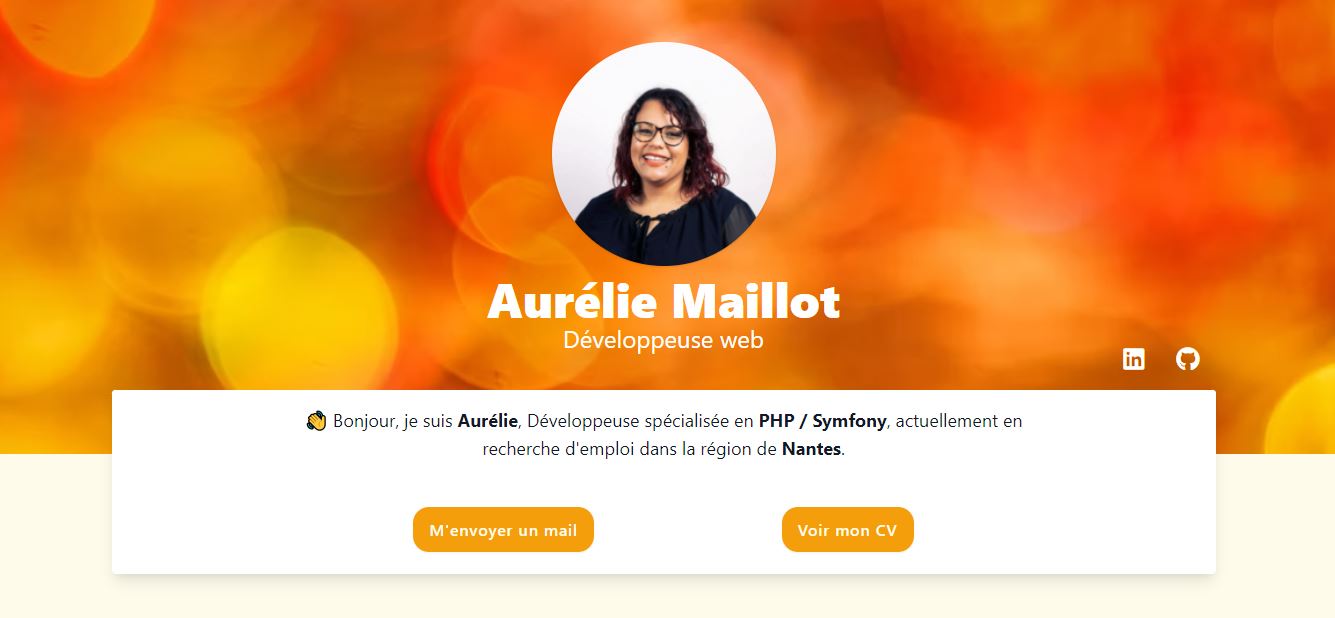 Aurélie Maillot
Développeuse web
in
👋 Bonjour, je suis Aurélie, Développeuse spécialisée en PHP / Symfony, actuellement en
recherche d'emploi dans la région de Nantes.
M'envoyer un mail
Voir mon CV